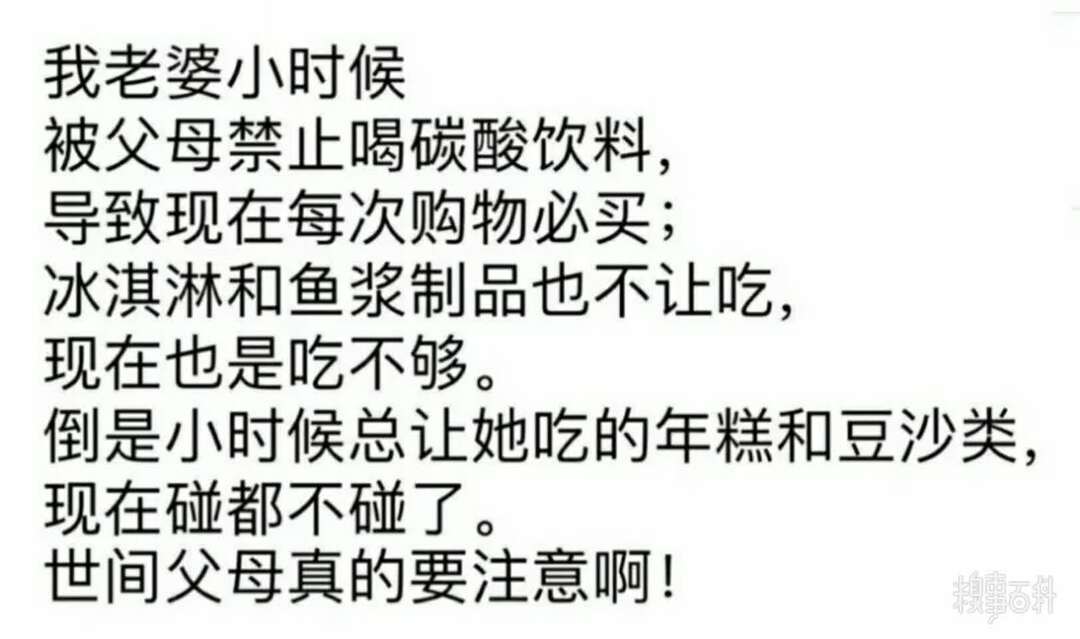 我老婆小时候
被父母禁止喝碳酸饮料，
导致现在每次购物必买；
冰淇淋和鱼浆制品也不让吃，
现在也是吃不够。
倒是小时候总让她吃的年糕和豆沙类，
现在碰都不碰了。
世间父母真的要注意啊！
糗事百科